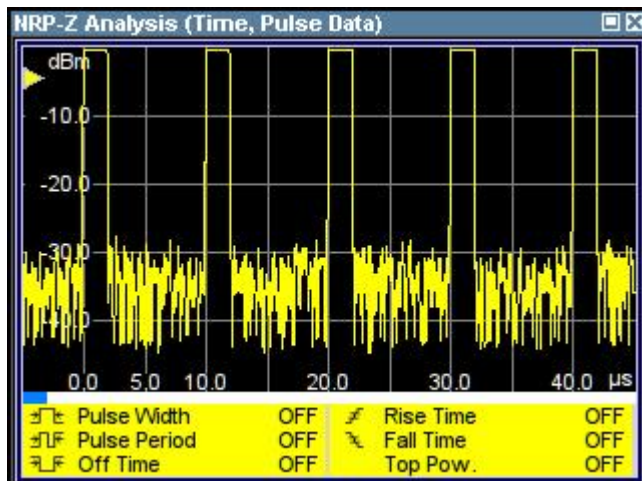 NRP-Z Analysis (Time, Pulse Data)
dBm
-10.0
-20.0
-30.0
-40.0
0,0 5,0 10.0 20.0 30.0 40.0 µs
Pulse Width OFF Rise Time OFF
Pulse Period OFF Fall Time OFF
Off Time OFF Top Pow. OFF